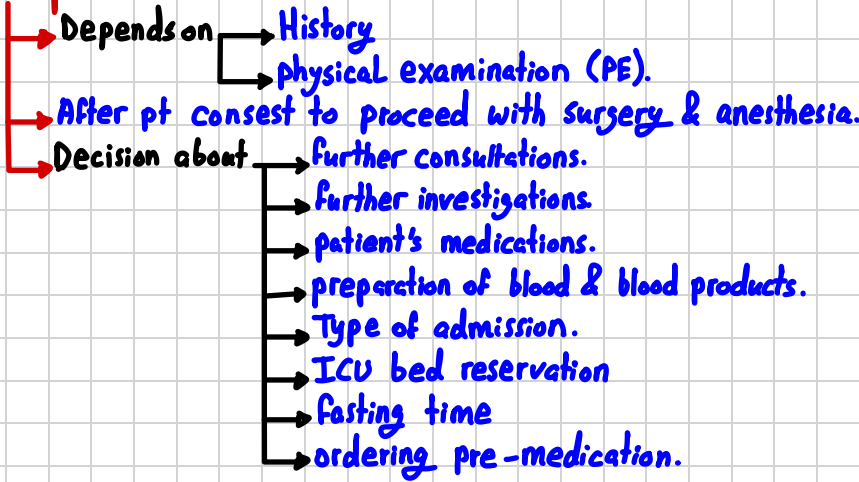 Depends on History
physical examination (PE).
After pt consest to proceed with surgery & anesthesia.
Decision about further consultations.
further investigations.
patient's medications.
preparation of blood & blood products.
Type of admission.
ICU bed reservation
fasting time
ordering pre-medication.